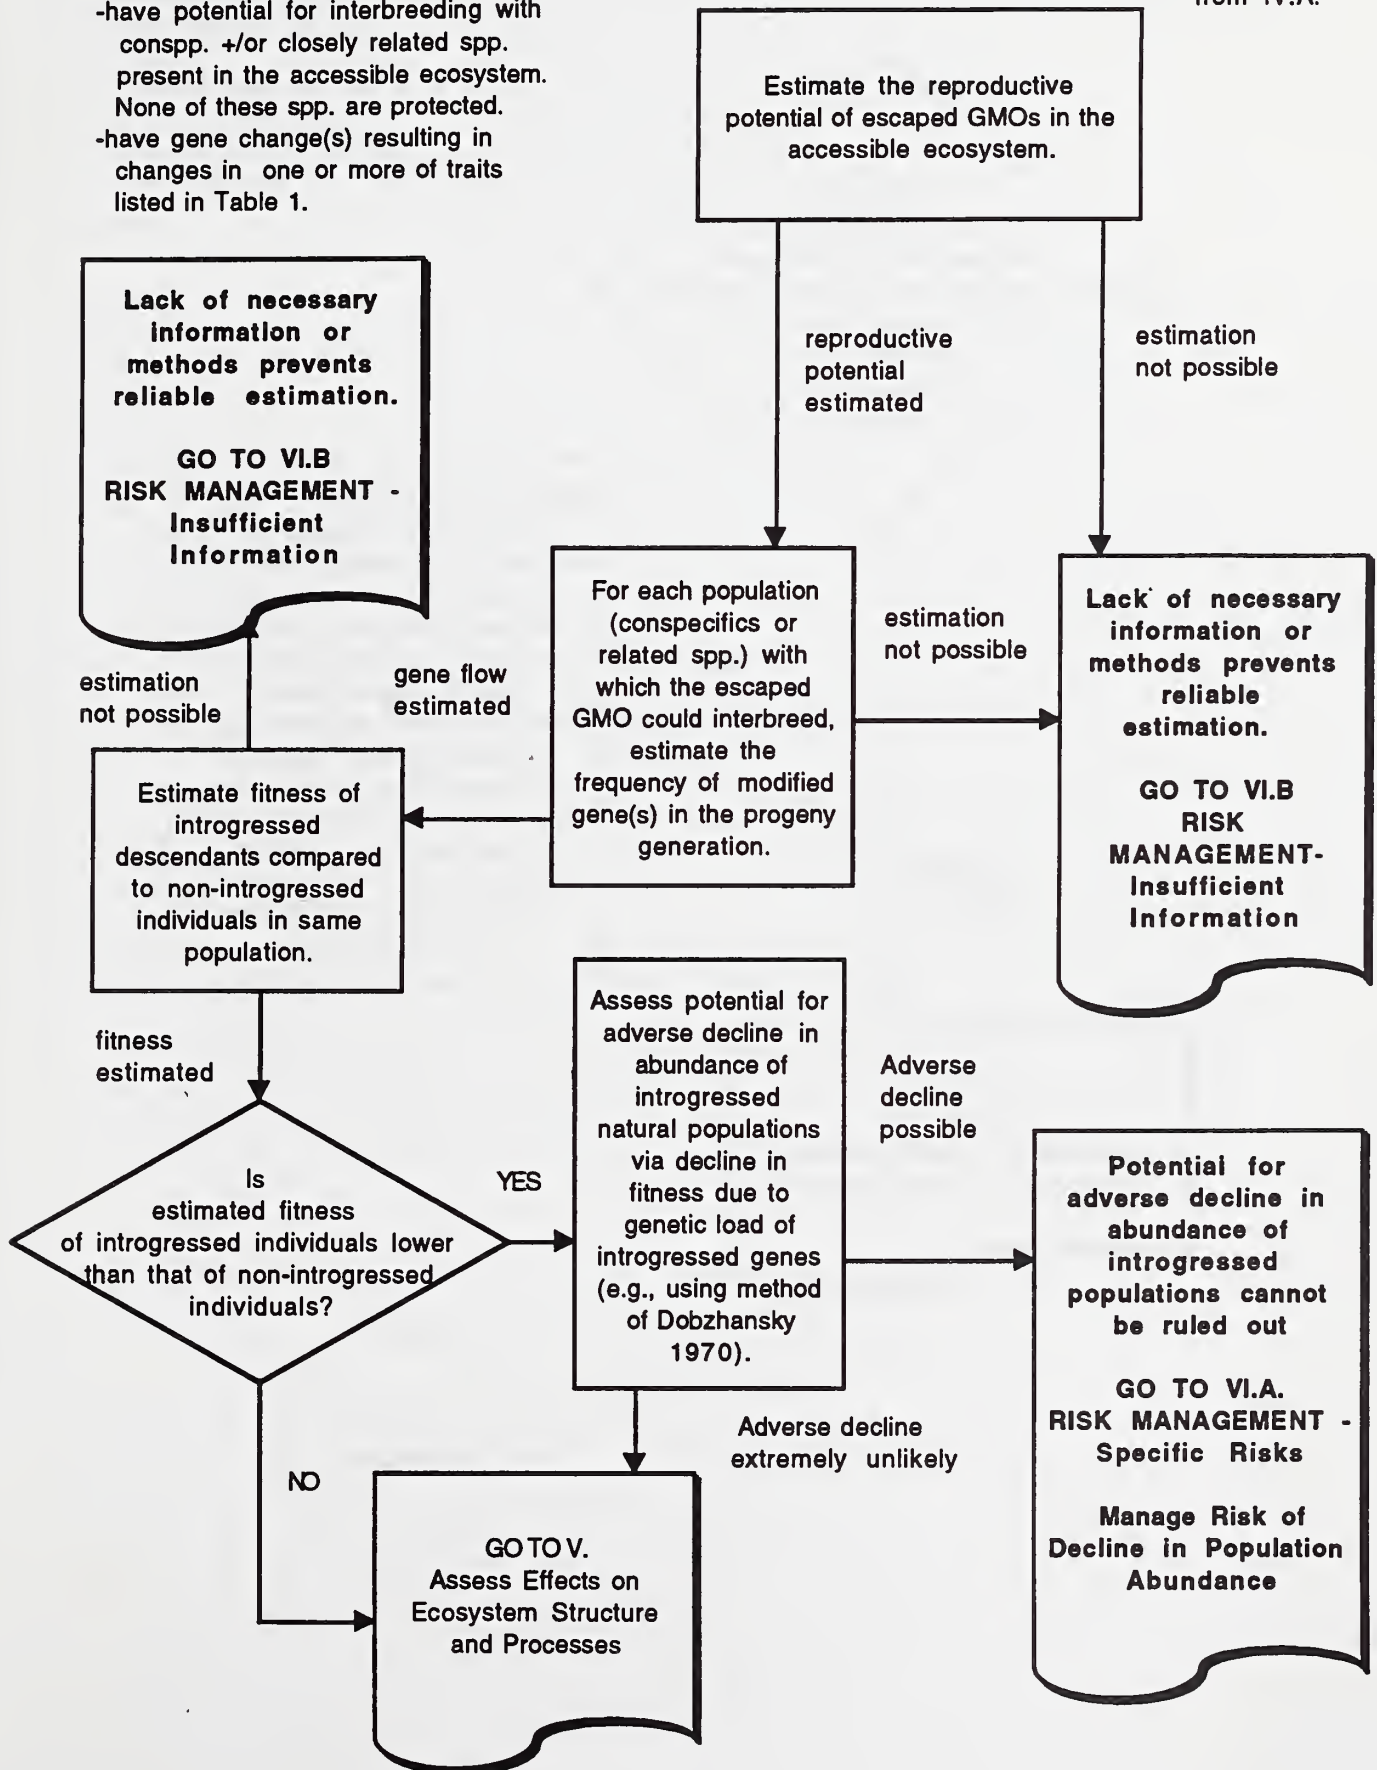 -have potential for interbreeding with
conspp. +/or closely related spp.
present in the accessible ecosystem.
None of these spp. are protected.
-have gene change(s) resulting in
changes in one or more of traits
listed in Table 1.
from IV.A.
Estimate the reproductive
potential of escaped GMOs in the
accessible ecosystem.
Lack of necessary
information or
methods prevents
reliable estimation.
GO TO VI.B
RISK MANAGEMENT -
Insufficient
Information
reproductive
potential
estimated
estimation
not possible
For each population
(conspecifics or
related spp.) with
which the escaped
GMO could interbreed,
estimate the
frequency of modified
gene(s) in the progeny
generation.
estimation
not possible
Lack of necessary
information or
methods prevents
reliable
estimation.
GO TO VI.B
RISK
MANAGEMENT-
Insufficient
Information
estimation
not possible
gene flow
estimated
Estimate fitness of
introgressed
descendants compared
to non-introgressed
individuals in same
population.
fitness
estimated
Is
estimated fitness
of introgressed individuals lower
than that of non-introgressed
individuals?
YES
Assess potential for
adverse decline in
abundance of
introgressed
natural populations
via decline in
fitness due to
genetic load of
introgressed genes
(e.g., using method
of Dobzhansky
1970).
Adverse
decline
possible
Potential for
adverse decline in
abundance of
introgressed
populations cannot
be ruled out
GO TO VI.A.
RISK MANAGEMENT -
Specific Risks
Manage Risk of
Decline in Population
Abundance
Adverse decline
extremely unlikely
NO
GO TO V.
Assess Effects on
Ecosystem Structure
and Processes